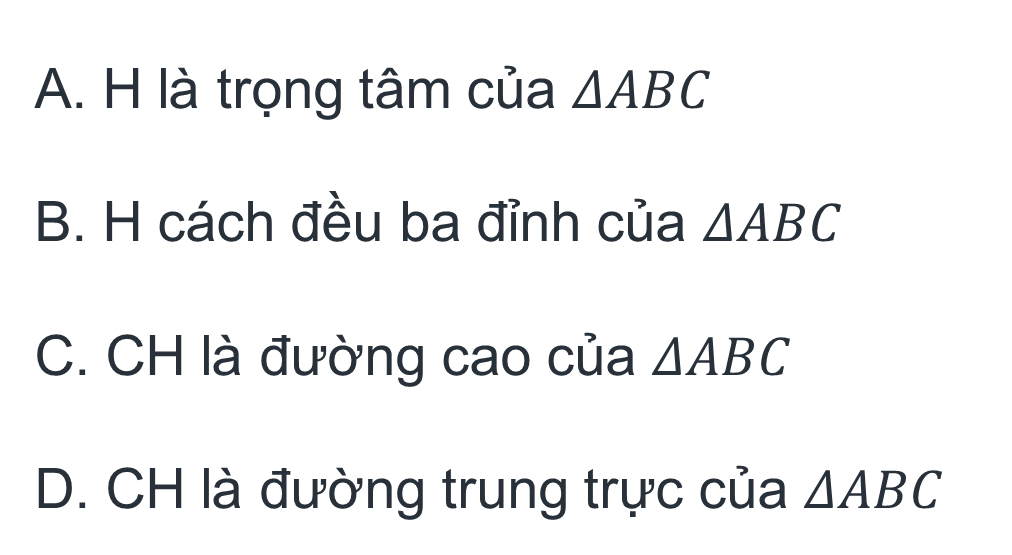 A. H là trọng tâm của ΔABC
B. H cách đều ba đỉnh của ΔABC
C. CH là đường cao của ΔABC
D. CH là đường trung trực của ΔABC